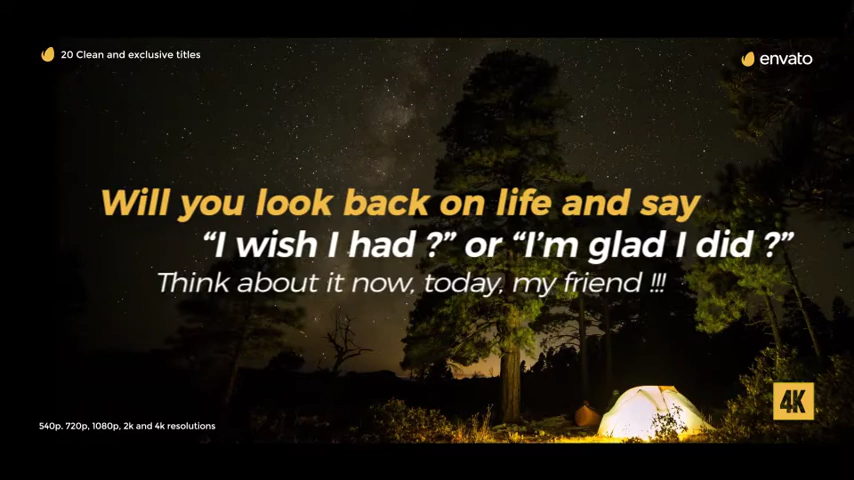 20 Clean and exclusive titles
envato
Will you look back on life and say
“I wish I had ?” or “I’m glad I did ?”
Think about it now, today, my friend !!!
4K
540p. 720p, 1080p, 2k and 4k resolutions